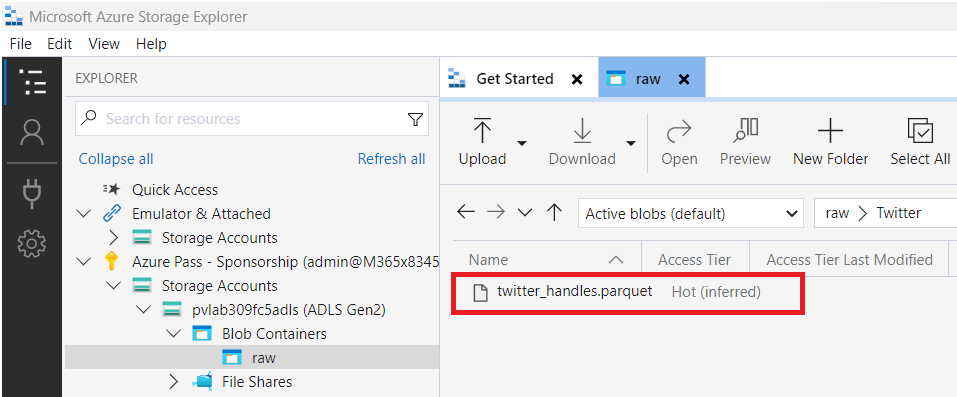 Microsoft Azure Storage Explorer
File Edit View Help
EXPLORER
Search for resources
Collapse all Refresh all
Quick Access
Emulator & Attached
Storage Accounts
Azure Pass - Sponsorship (admin@M365x8345
Storage Accounts
pvlab309fc5adls (ADLS Gen2)
Blob Containers
raw
File Shares
Get Started raw
Upload Download Open Preview New Folder Select All
Active blobs (default) raw Twitter
Name Access Tier Access Tier Last Modified
twitter_handles.parquet Hot (inferred)